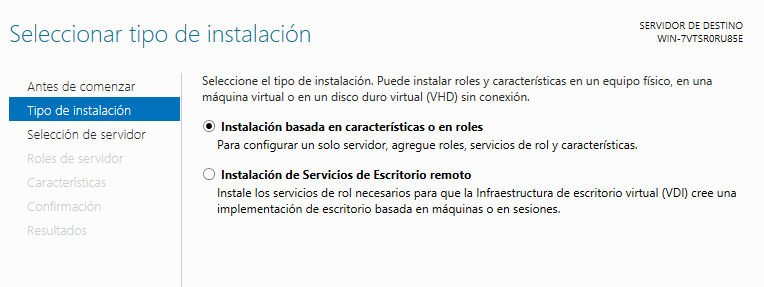 Seleccionar tipo de instalación
SERVIDOR DE DESTINO
WIN-7VTSR0RU85E
Antes de comenzar
Tipo de instalación
Selección de servidor
Roles de servidor
Características
Confirmación
Resultados
Seleccione el tipo de instalación. Puede instalar roles y características en un equipo físico, en una
máquina virtual o en un disco duro virtual (VHD) sin conexión.
Instalación basada en características o en roles
Para configurar un solo servidor, agregue roles, servicios de rol y características.
Instalación de Servicios de Escritorio remoto
Instale los servicios de rol necesarios para que la Infraestructura de escritorio virtual (VDI) cree una
implementación de escritorio basada en máquinas o en sesiones.